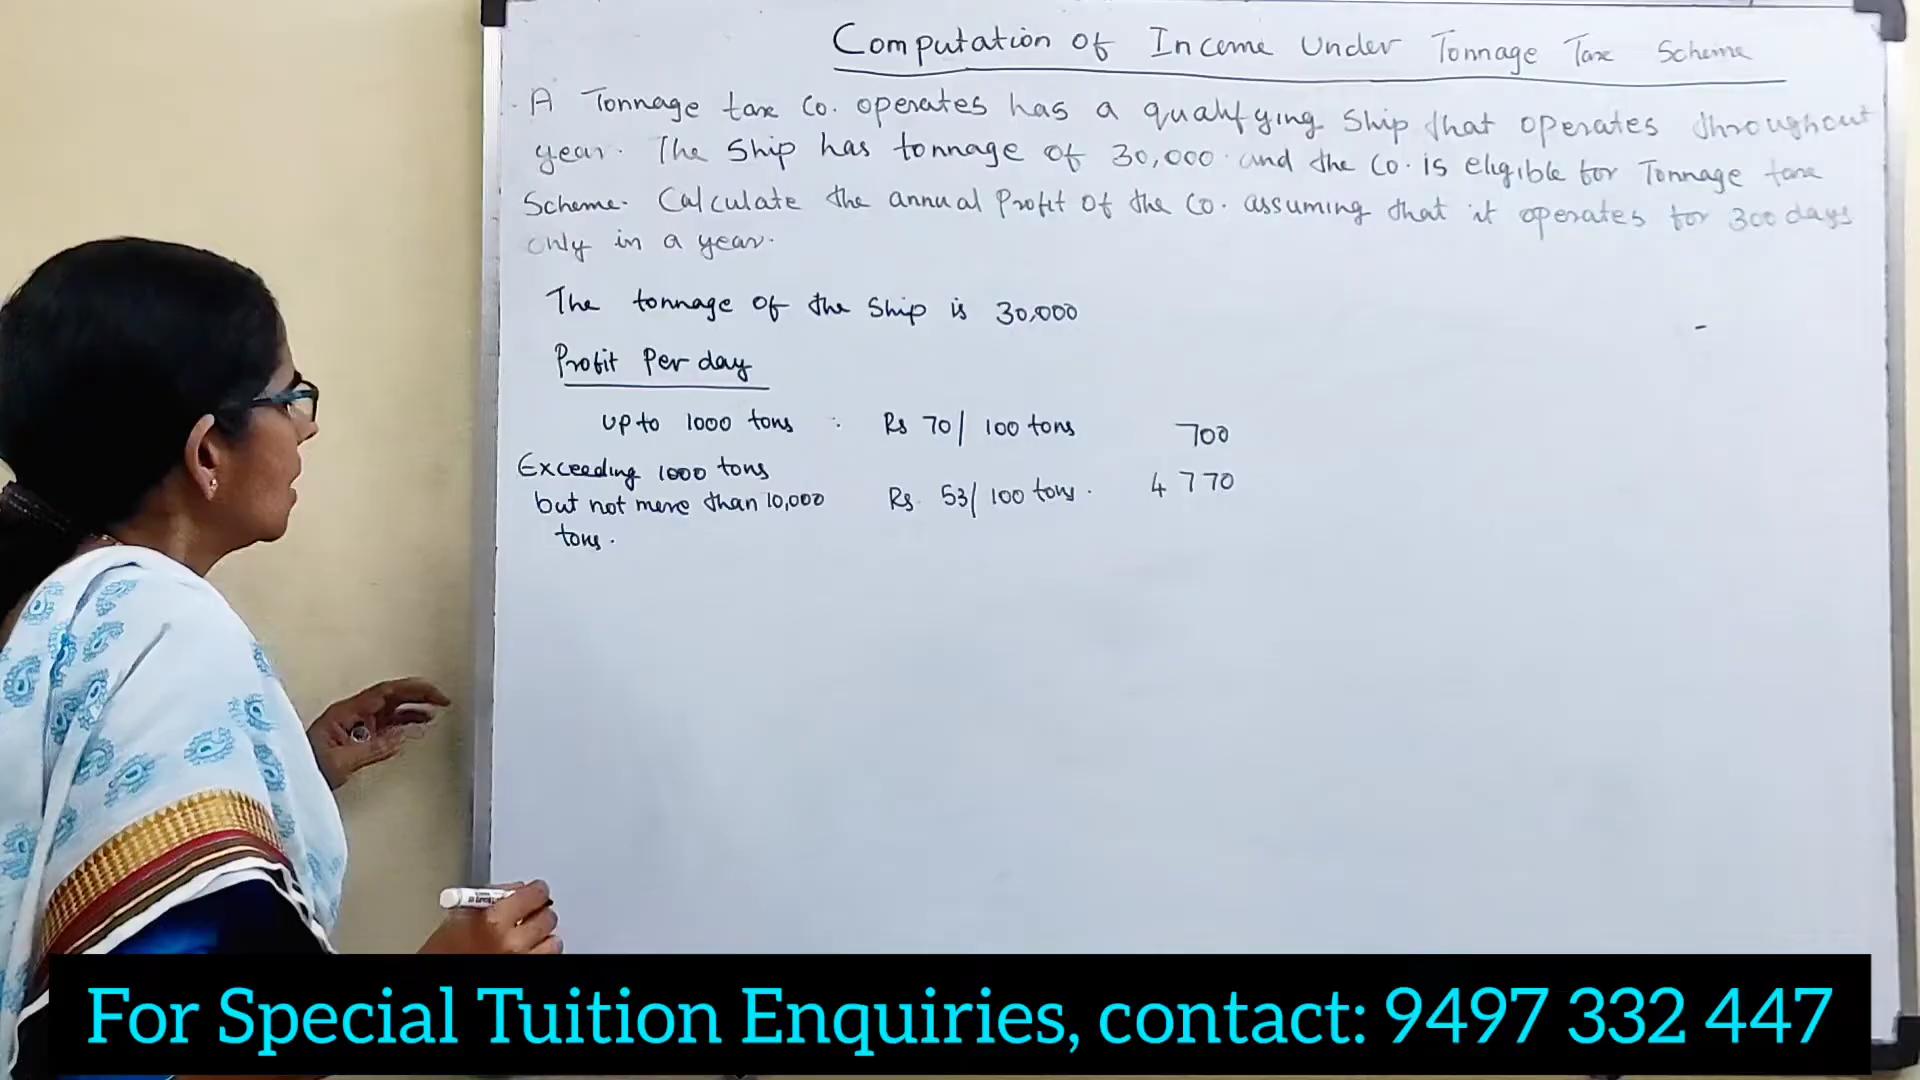 Computation of Income Under Tonnage Tax Scheme
A Tonnage tax Co. operates has a qualifying ship that operates throughout
year. The ship has tonnage of 30,000 and the Co. is eligible for Tonnage tax
Scheme. Calculate the annual Profit of the Co. assuming that it operates for 300 days
only in a year.
The tonnage of the ship is 30,000
Profit Per day
up to 1000 tons : Rs 70/ 100 tons 700
Exceeding 1000 tons
but not more than 10,000 Rs. 53/ 100 tons. 4770
tons.
For Special Tuition Enquiries, contact: 9497 332 447